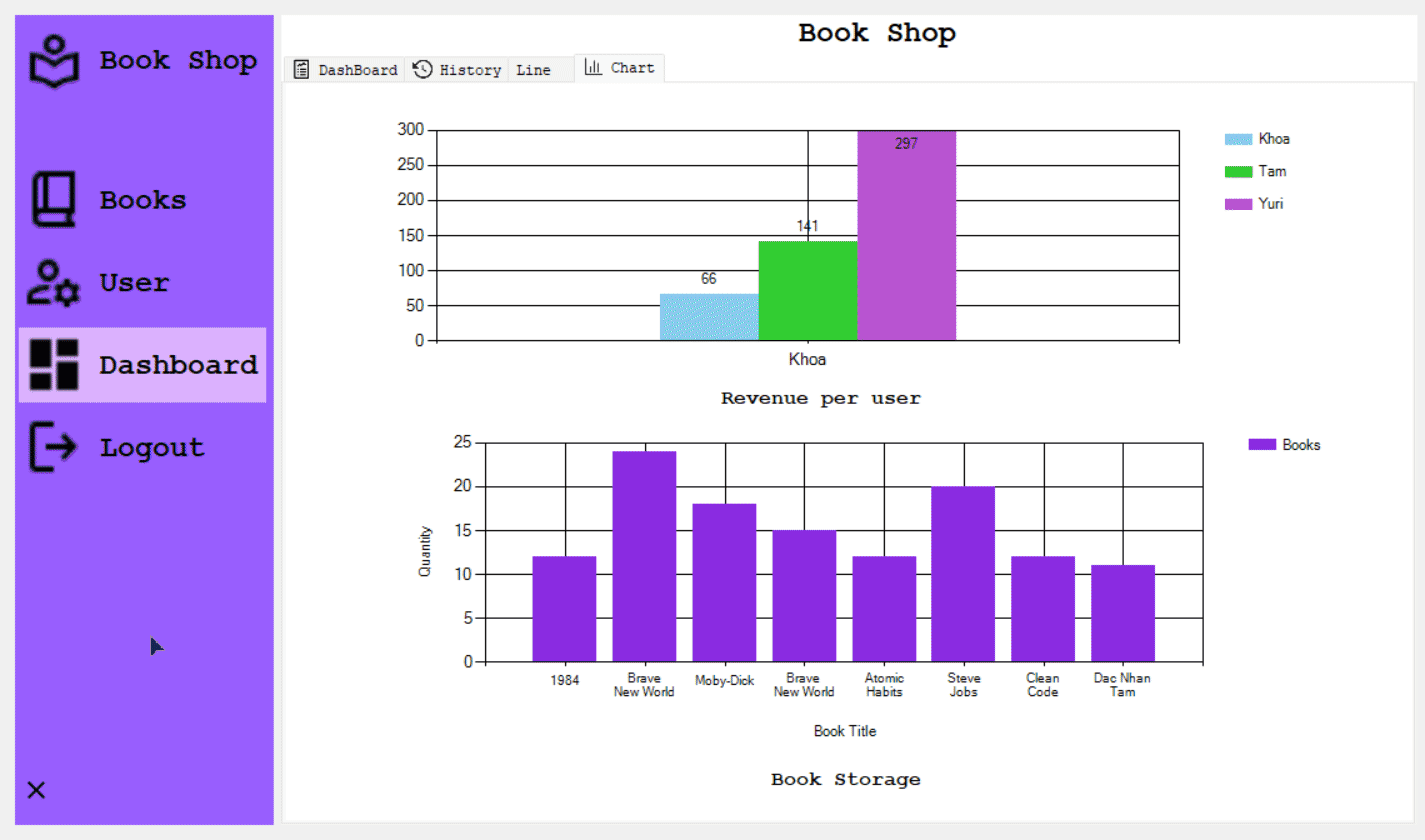 Book Shop
Books
User
Dashboard
Logout
Book Shop
DashBoard History Line Chart
300
250
200
150
100
50
0
297
141
66
Khoa
Khoa
Tam
Yuri
Revenue per user
25
20
15
10
5
0
Quantity
1984
Brave
New World
Moby-Dick
Brave
New World
Atomic
Habits
Steve
Jobs
Clean
Code
Dac Nhan
Tam
Book Title
Books
Book Storage